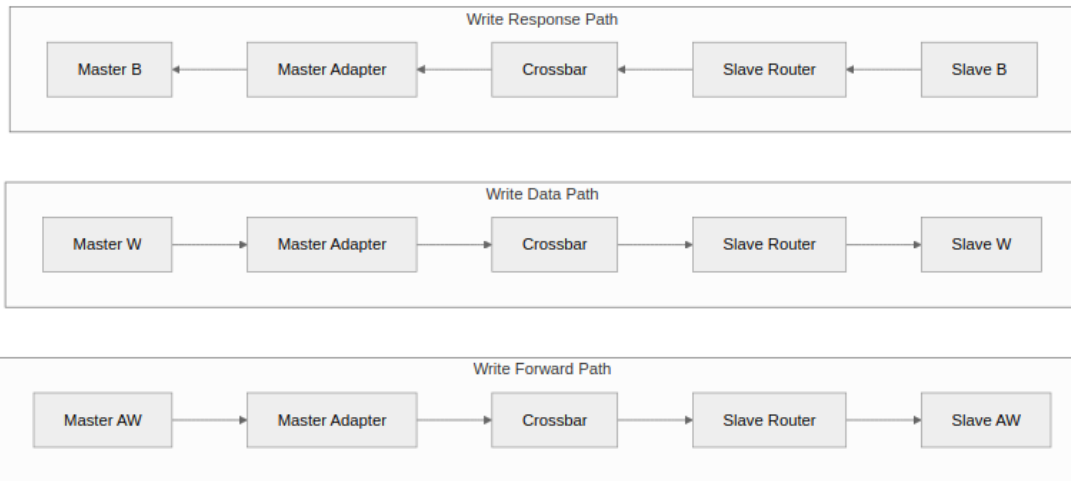 Write Response Path
Master B
Master Adapter
Crossbar
Slave Router
Slave B
Write Data Path
Master W
Master Adapter
Crossbar
Slave Router
Slave W
Write Forward Path
Master AW
Master Adapter
Crossbar
Slave Router
Slave AW